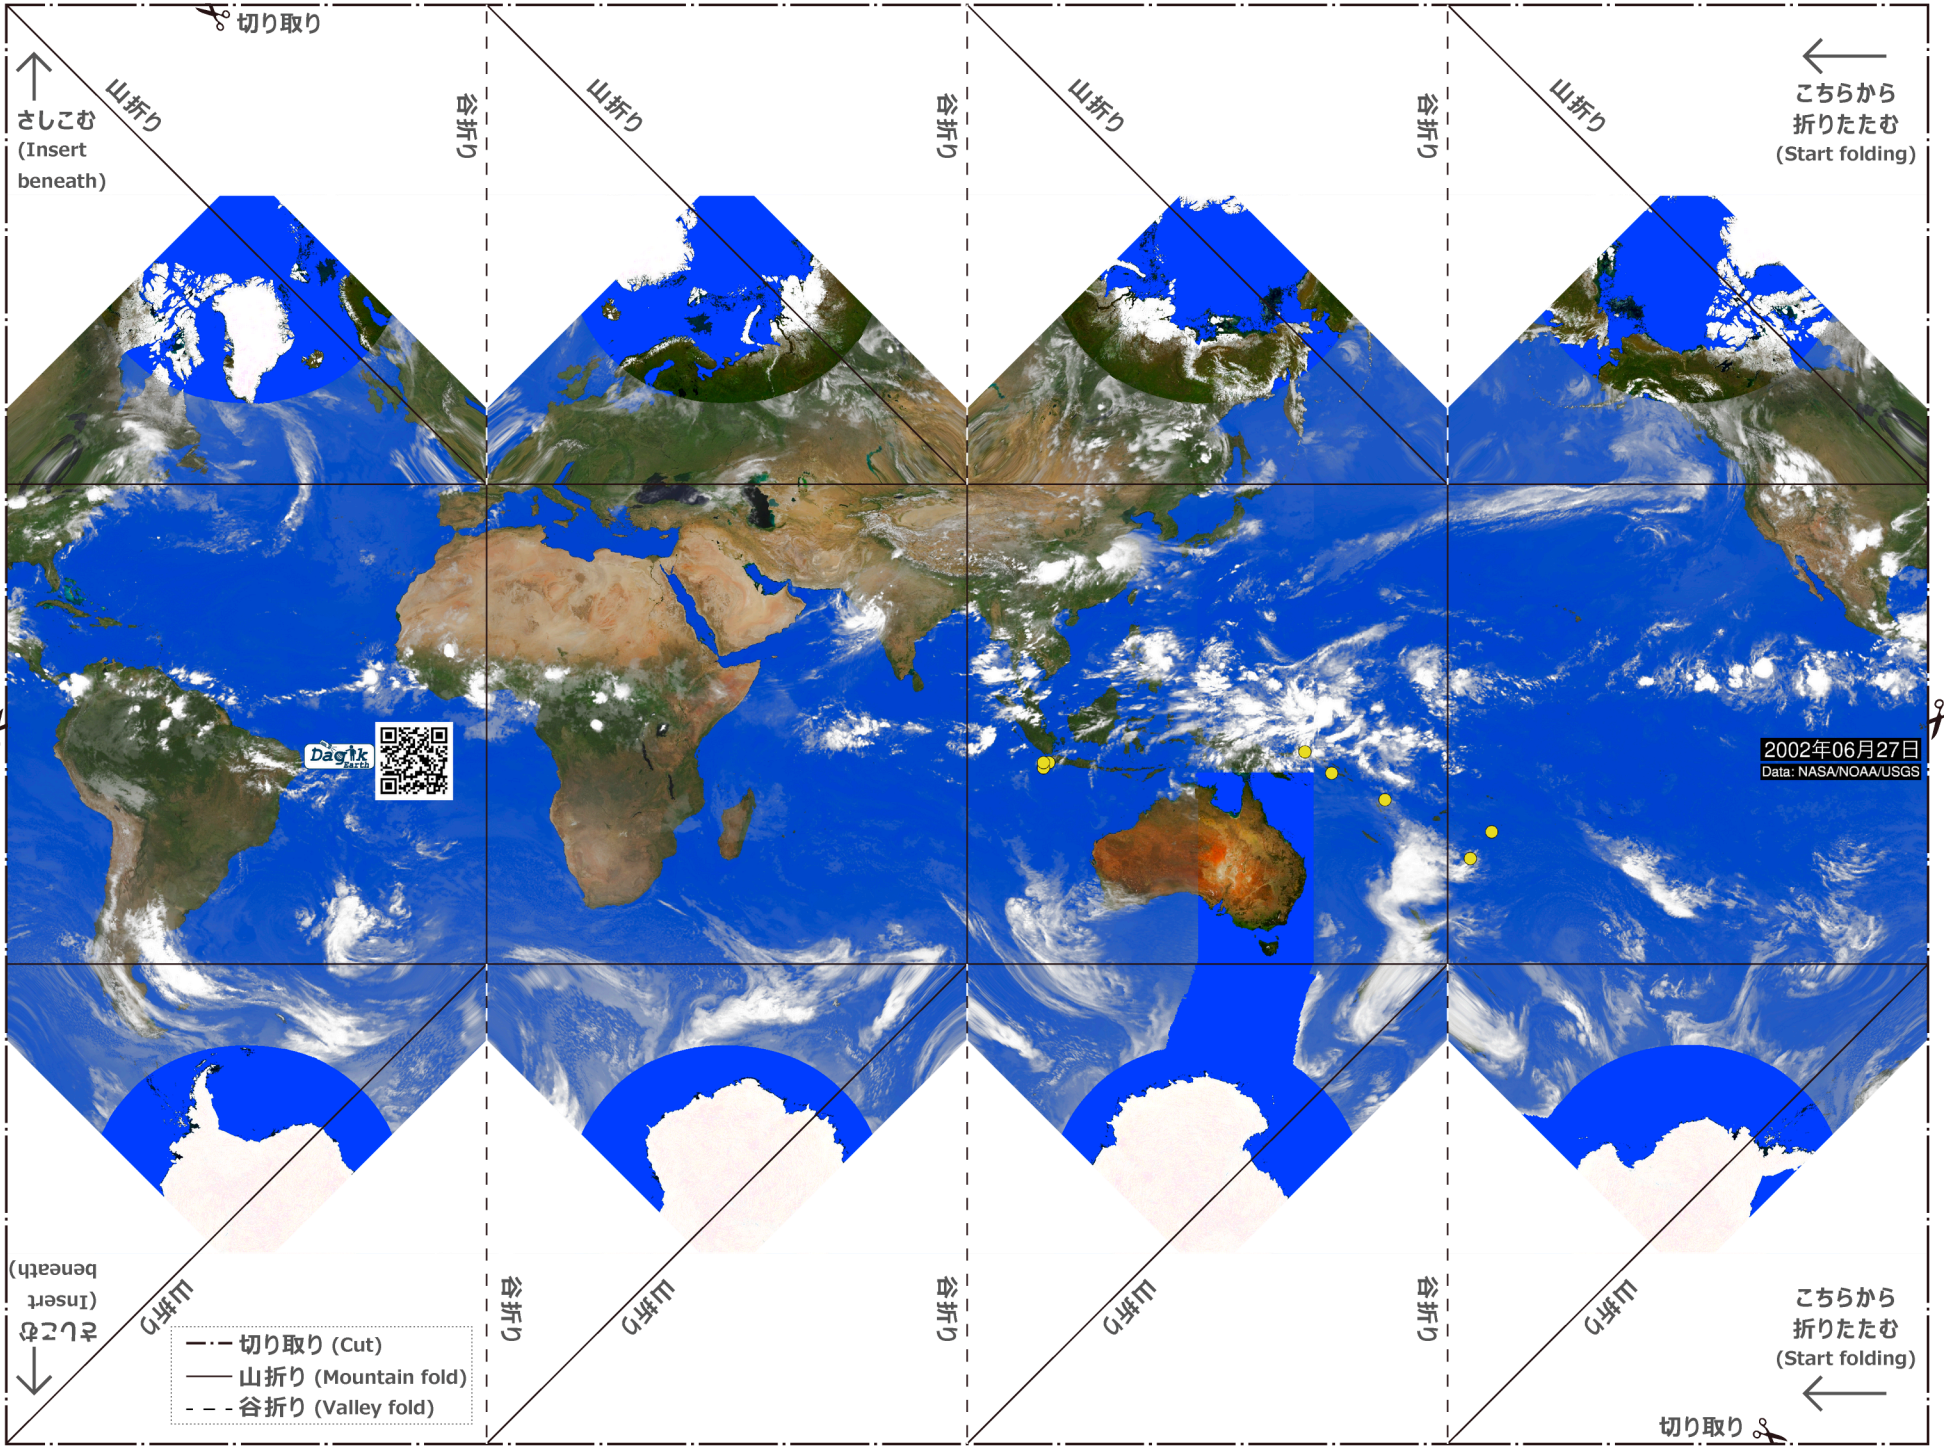 切り取り
山折り
谷折り
山折り
谷折り
山折り
谷折り
山折り
さしこむ
(Insert
beneath)
こちらから
折りたたむ
(Start folding)
Dagik
Earth
2002年06月27日
Data: NASA/NOAA/USGS
さしこむ
(Insert
beneath)
山折り
谷折り
山折り
谷折り
山折り
谷折り
山折り
こちらから
折りたたむ
(Start folding)
切り取り (Cut)
山折り (Mountain fold)
谷折り (Valley fold)
切り取り